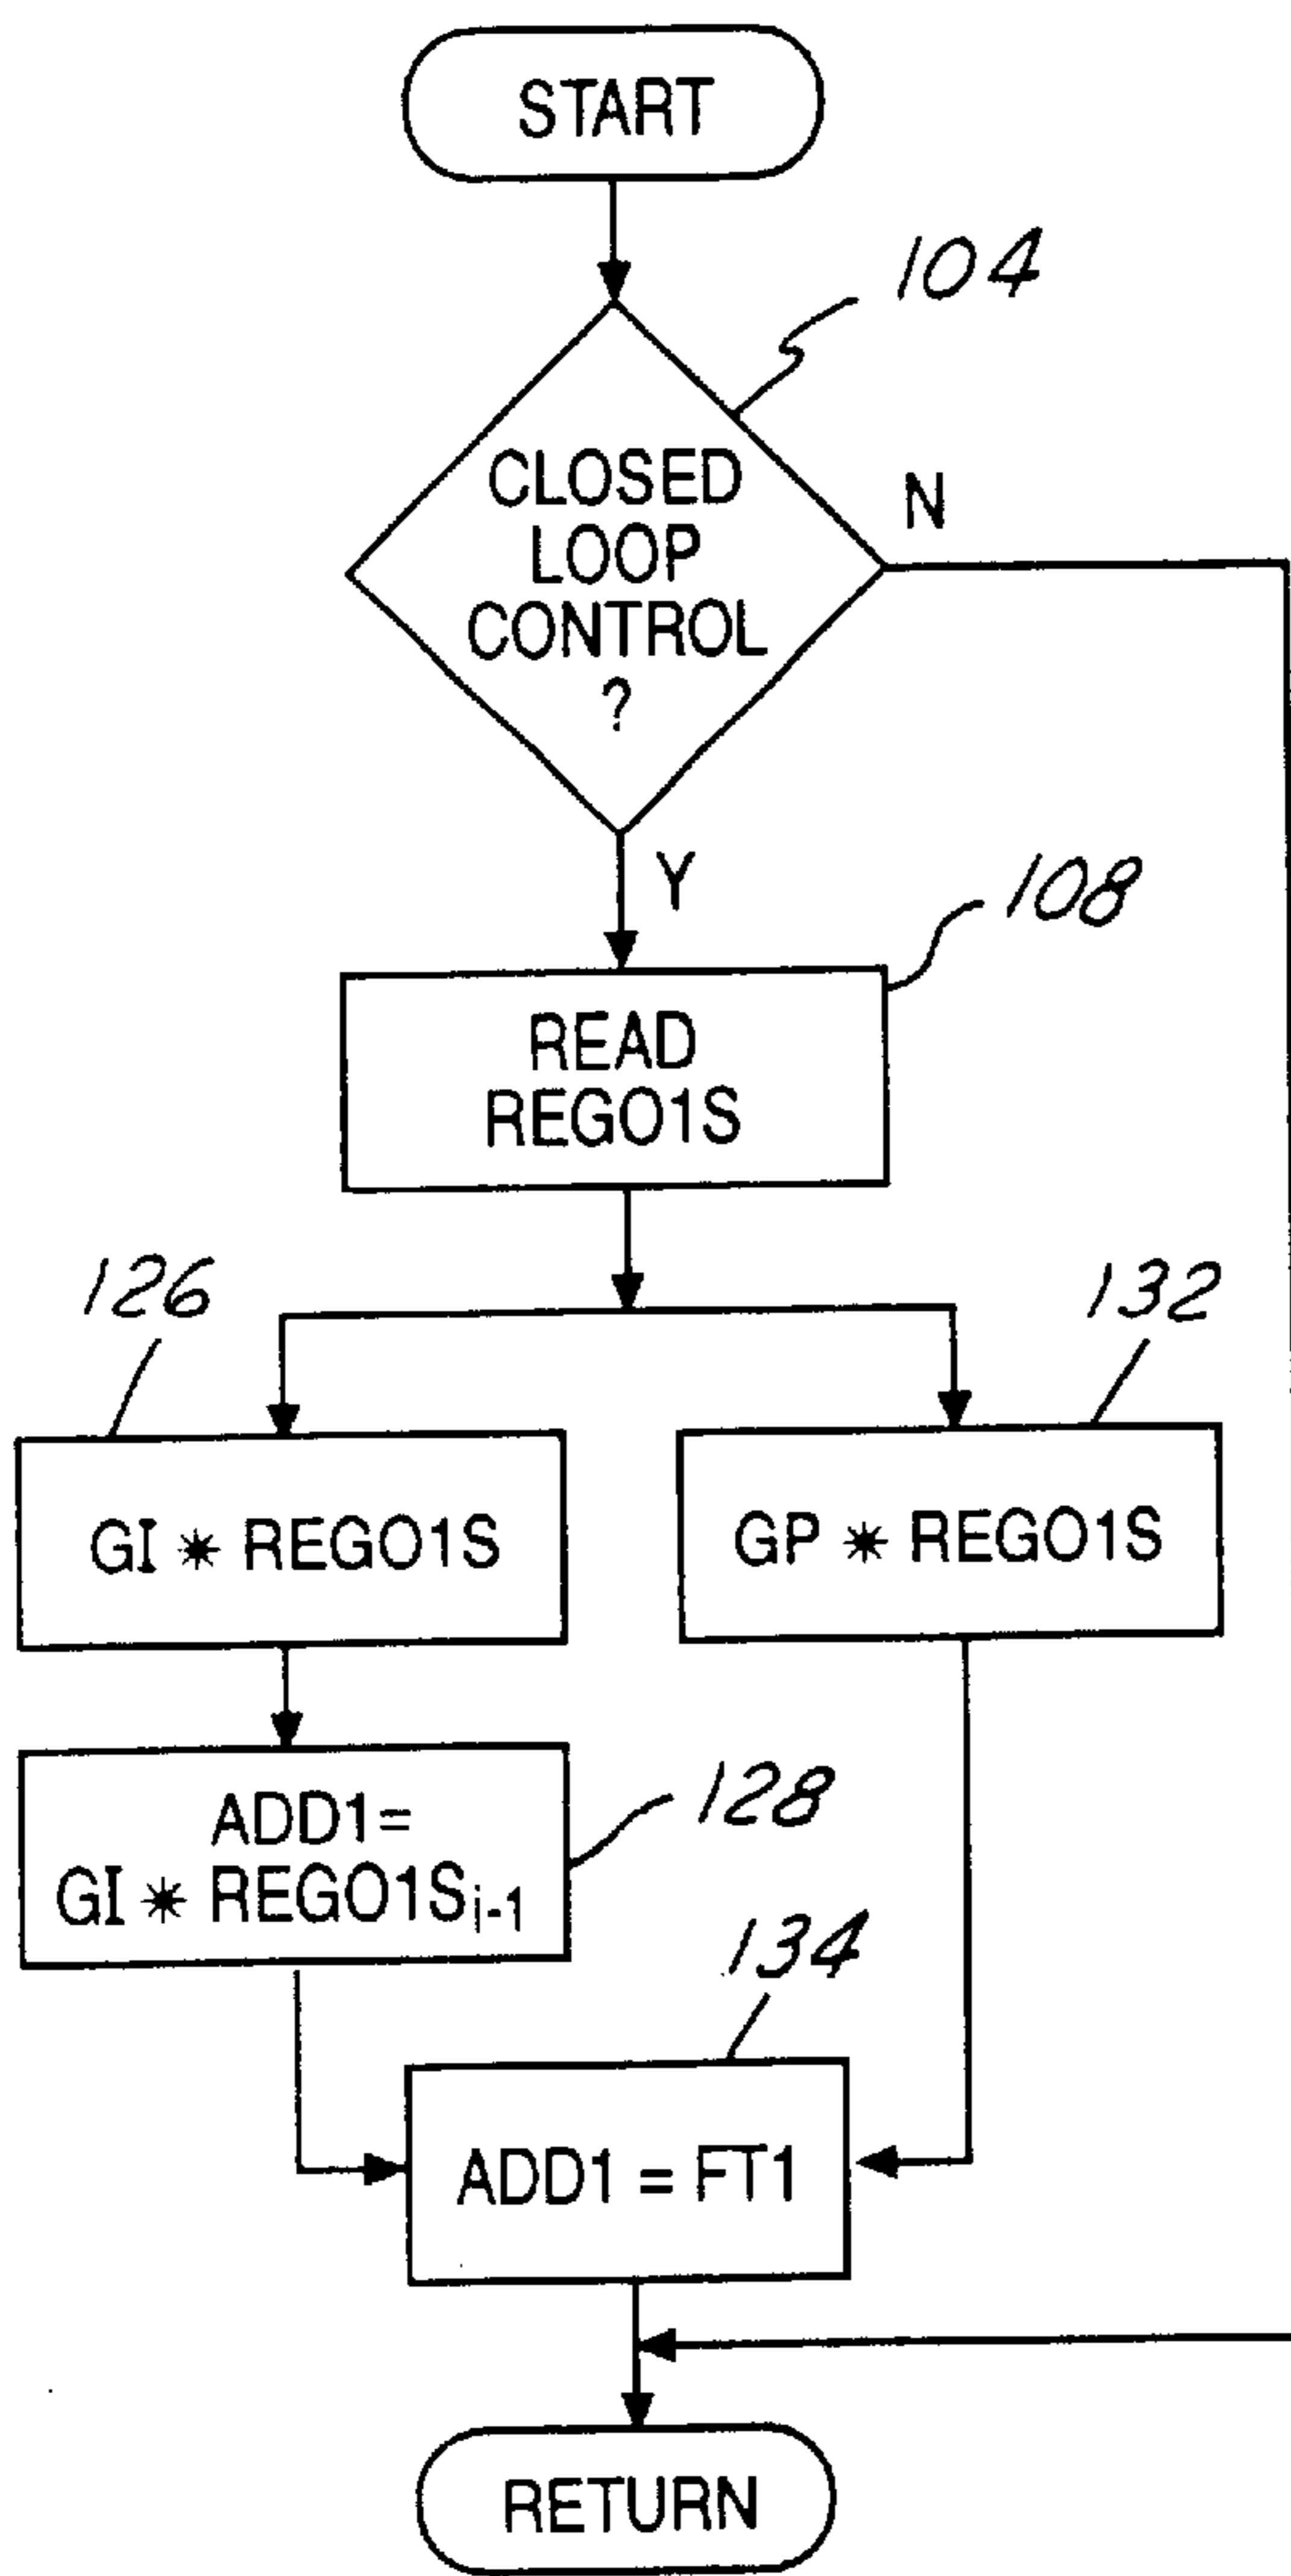 START
104
CLOSED
LOOP
CONTROL
?
N
Y
108
READ
REGO1S
126
132
GI * REGO1S
GP * REGO1S
ADD1=
GI * REGO1Si-1
128
134
ADD1 = FT1
RETURN